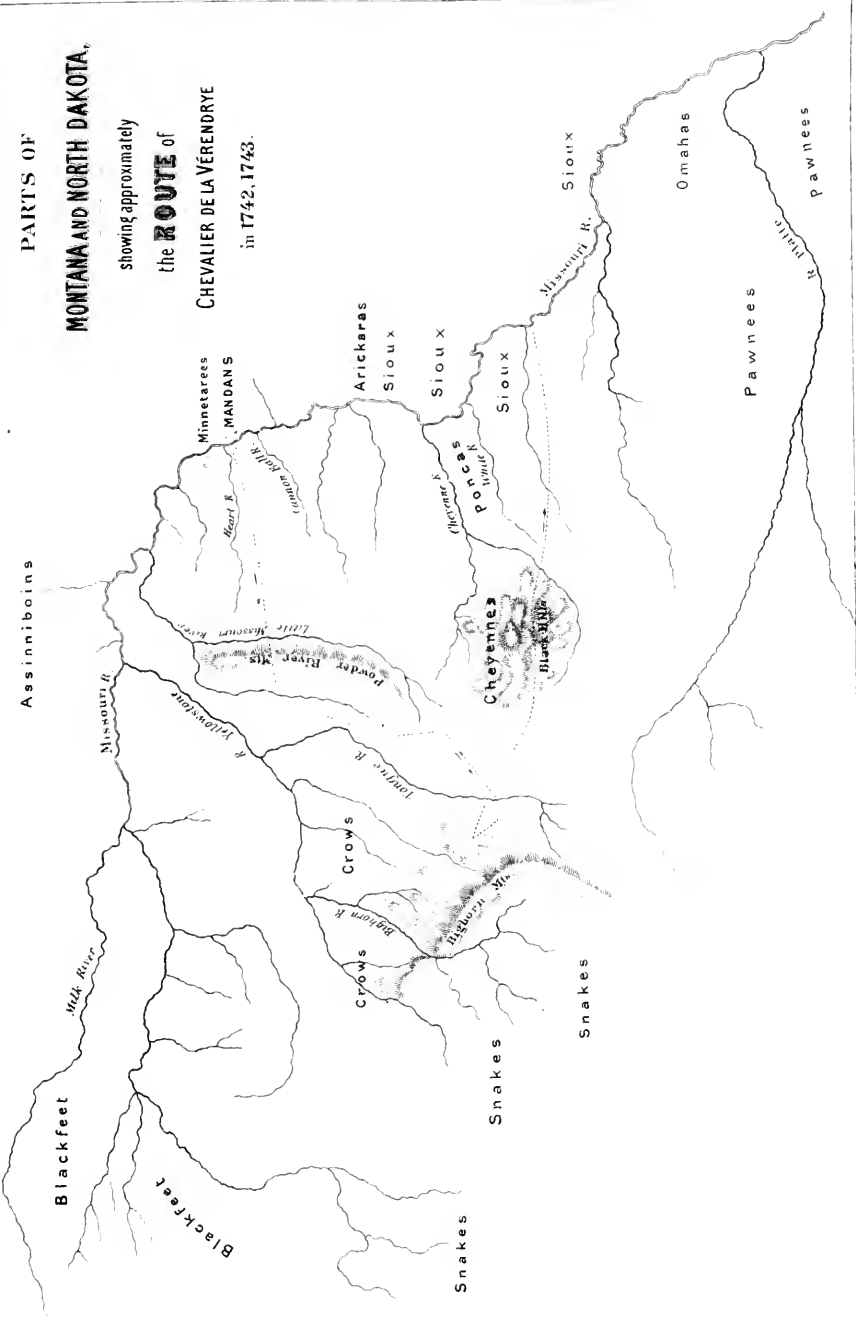 PARTS OF
MONTANA AND NORTH DAKOTA,
showing approximately
the ROUTE of
CHEVALIER DE LA VÉRENDRYE
in 1742, 1743.
Assinniboins
Missouri R
Milk River
Blackfeet
Blackfeet
R Yellowstone
Little Missouri River
Powder River Mts
Heart R
Cannon Ball R
Minnetarees
MANDANS
Arickaras
Sioux
Sioux
Sioux
Cheyenne R
Poncas
White R
Cheyennes
Black Hills
Tongue R
Crows
Crows
Bighorn R
Bighorn Mts
Snakes
Snakes
Snakes
Missouri R.
Sioux
Omahas
Pawnees
Pawnees
R Platte